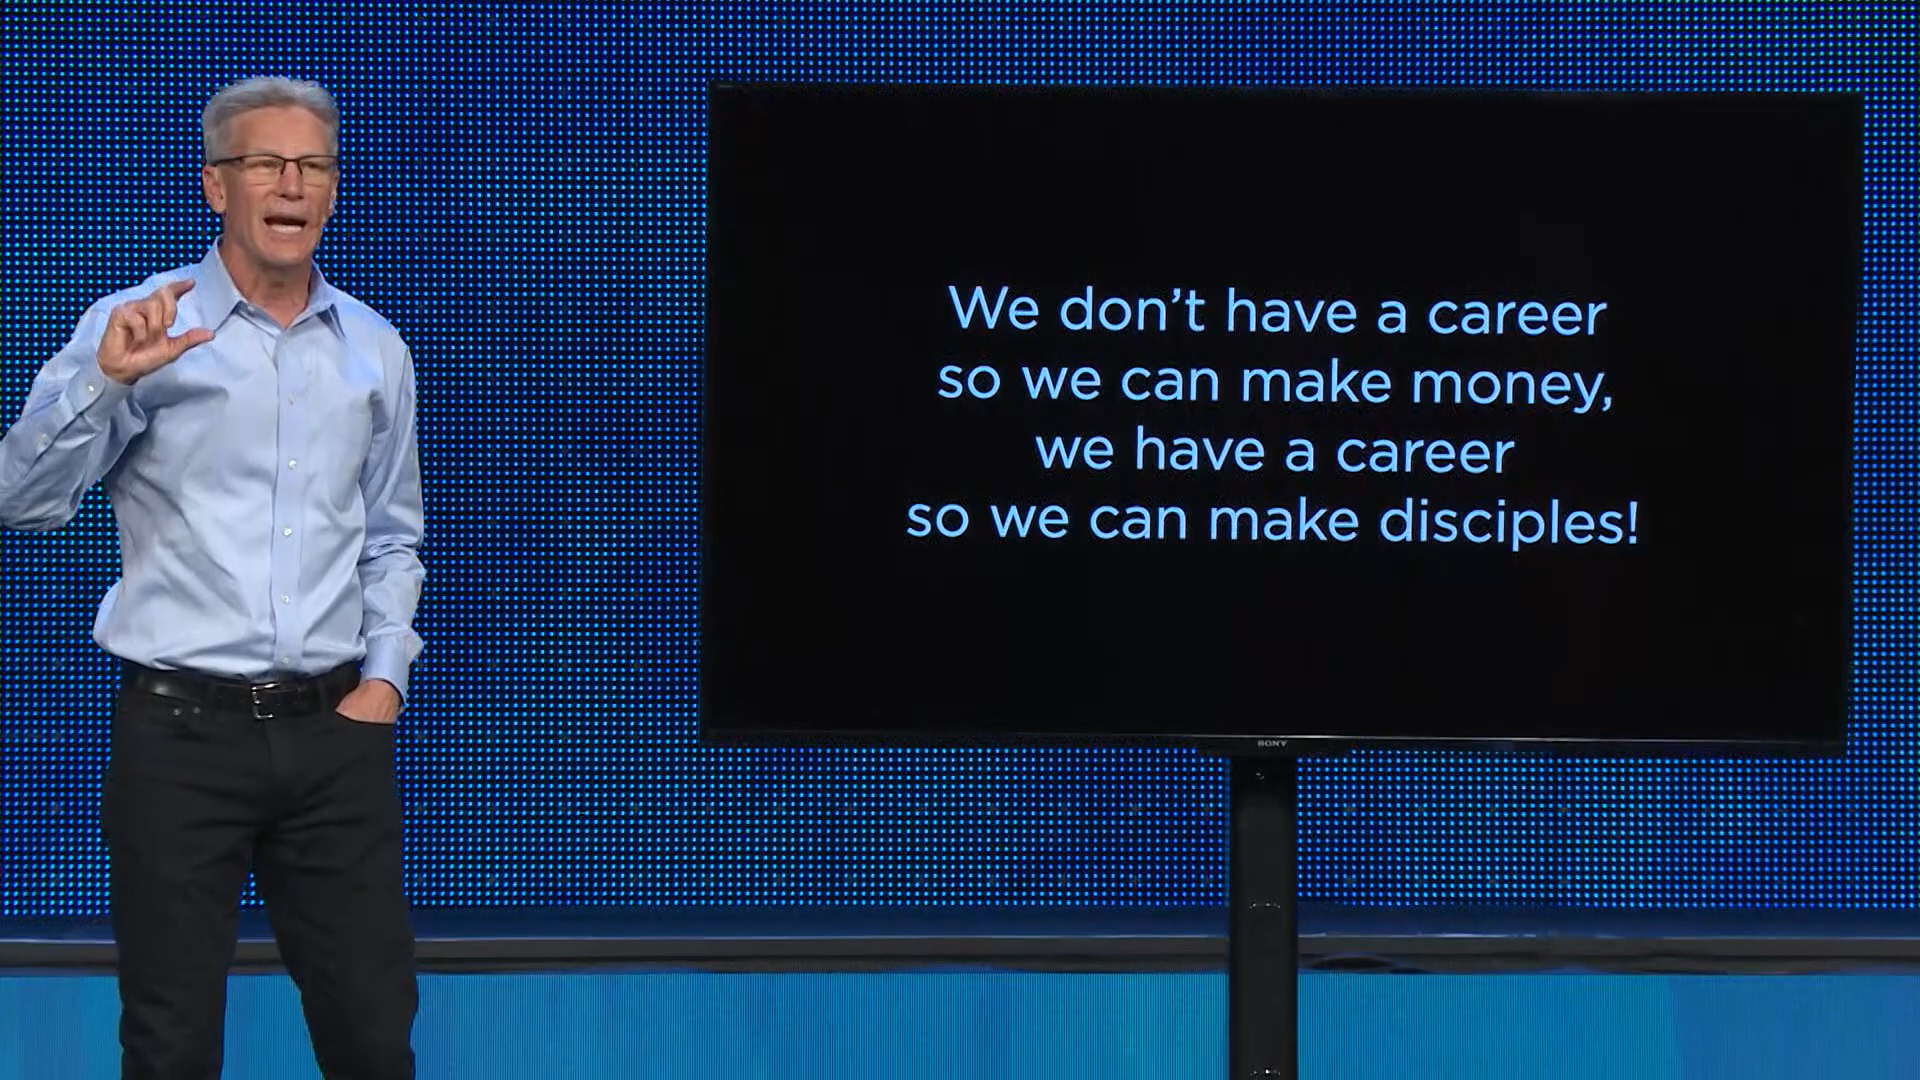 We don't have a career
so we can make money,
we have a career
so we can make disciples!
SONY